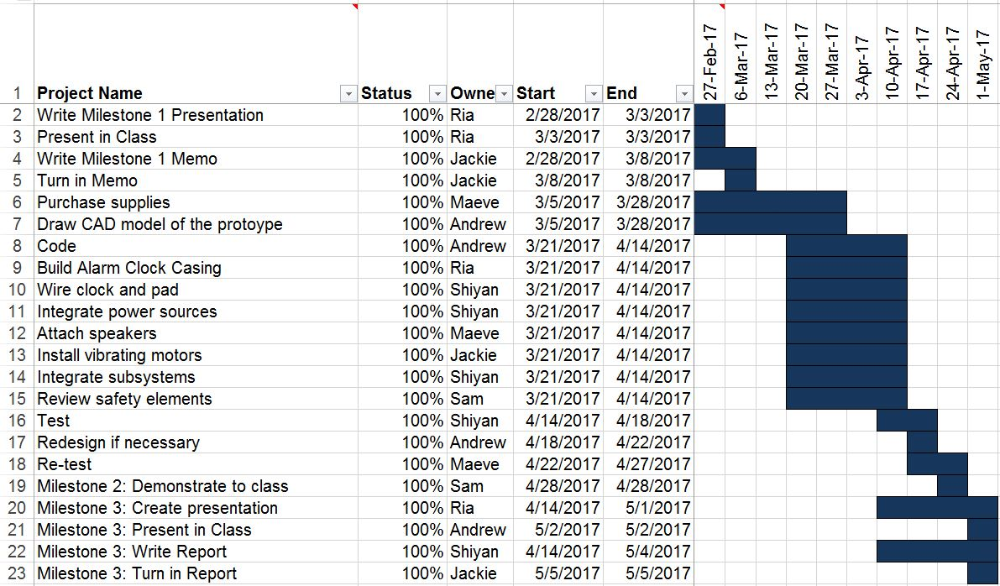 27-Feb-17 6-Mar-17 13-Mar-17 20-Mar-17 27-Mar-17 3-Apr-17 10-Apr-17 17-Apr-17 24-Apr-17 1-May-17
1 Project Name Status Owne Start End
2 Write Milestone 1 Presentation 100% Ria 2/28/2017 3/3/2017
3 Present in Class 100% Ria 3/3/2017 3/3/2017
4 Write Milestone 1 Memo 100% Jackie 2/28/2017 3/8/2017
5 Turn in Memo 100% Jackie 3/8/2017 3/8/2017
6 Purchase supplies 100% Maeve 3/5/2017 3/28/2017
7 Draw CAD model of the protoype 100% Andrew 3/5/2017 3/28/2017
8 Code 100% Andrew 3/21/2017 4/14/2017
9 Build Alarm Clock Casing 100% Ria 3/21/2017 4/14/2017
10 Wire clock and pad 100% Shiyan 3/21/2017 4/14/2017
11 Integrate power sources 100% Shiyan 3/21/2017 4/14/2017
12 Attach speakers 100% Maeve 3/21/2017 4/14/2017
13 Install vibrating motors 100% Jackie 3/21/2017 4/14/2017
14 Integrate subsystems 100% Shiyan 3/21/2017 4/14/2017
15 Review safety elements 100% Sam 3/21/2017 4/14/2017
16 Test 100% Shiyan 4/14/2017 4/18/2017
17 Redesign if necessary 100% Andrew 4/18/2017 4/22/2017
18 Re-test 100% Maeve 4/22/2017 4/27/2017
19 Milestone 2: Demonstrate to class 100% Sam 4/28/2017 4/28/2017
20 Milestone 3: Create presentation 100% Ria 4/14/2017 5/1/2017
21 Milestone 3: Present in Class 100% Andrew 5/2/2017 5/2/2017
22 Milestone 3: Write Report 100% Shiyan 4/14/2017 5/4/2017
23 Milestone 3: Turn in Report 100% Jackie 5/5/2017 5/5/2017